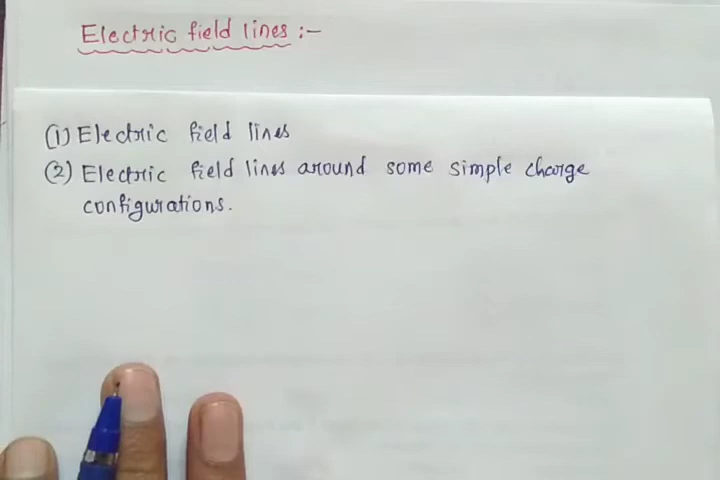 Electric field lines :-
(1) Electric field lines
(2) Electric field lines around some simple charge
configurations.